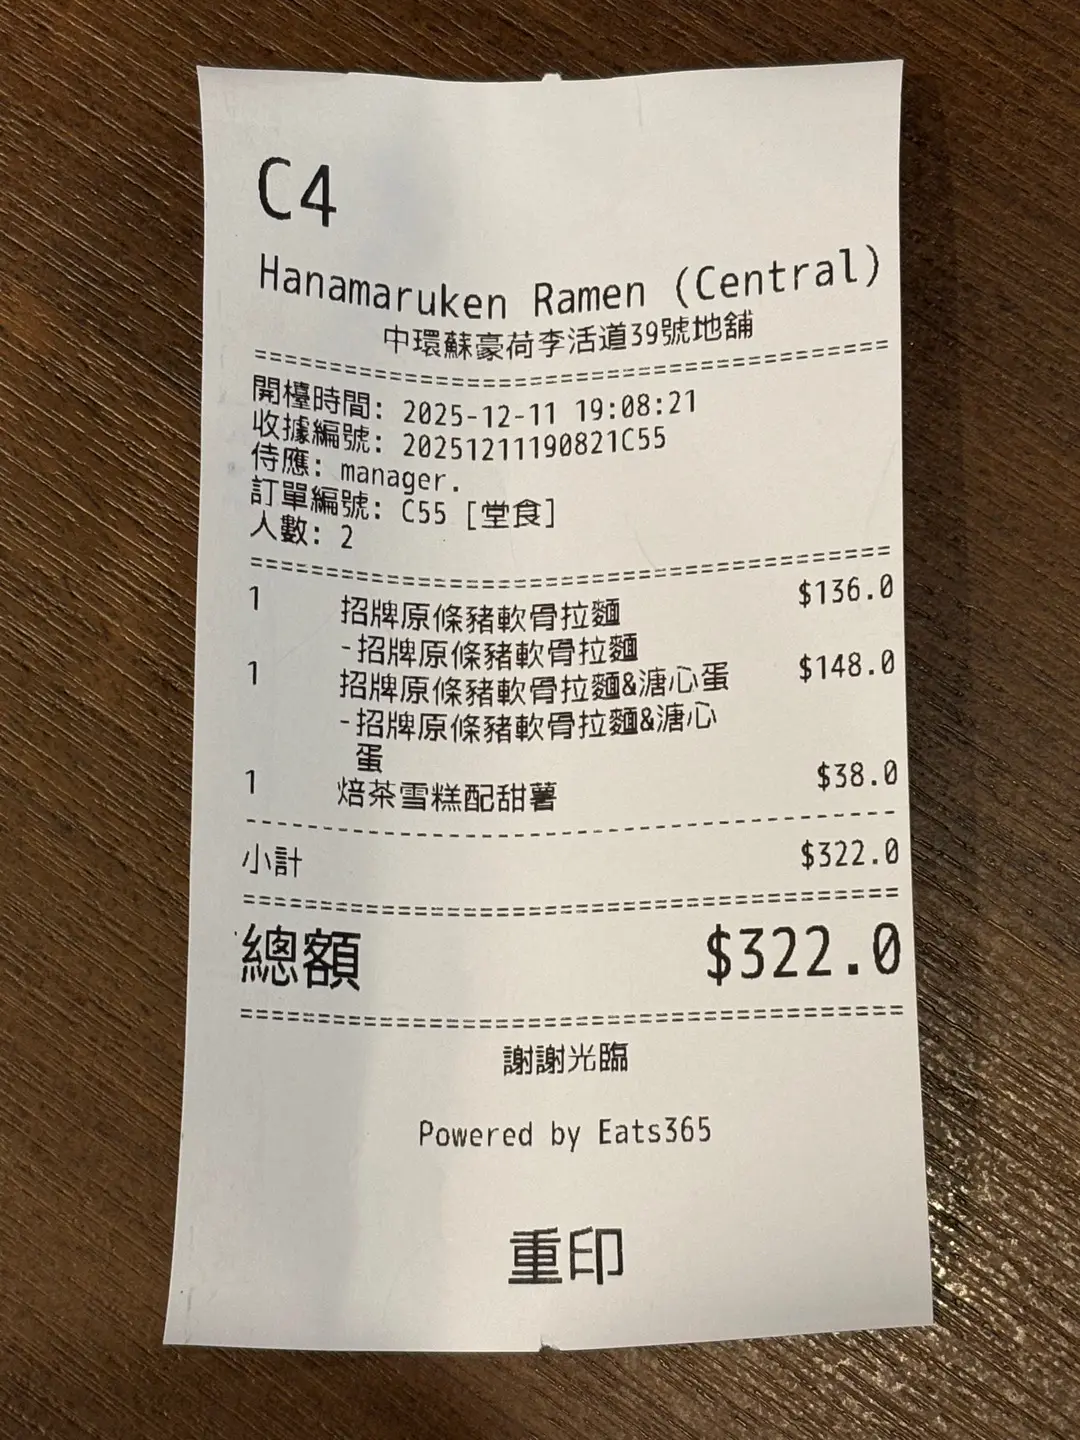 C4
Hanamaruken Ramen (Central)
中環蘇豪荷李活道39號地舖
================================================
開檯時間: 2025-12-11 19:08:21
收據編號: 20251211190821C55
侍應: manager.
訂單編號: C55 [堂食]
人數: 2
================================================
1 招牌原條豬軟骨拉麵 $136.0
-招牌原條豬軟骨拉麵
1 招牌原條豬軟骨拉麵&溏心蛋 $148.0
-招牌原條豬軟骨拉麵&溏心
蛋
1 焙茶雪糕配甜薯 $38.0
------------------------------------------------
小計 $322.0
================================================
總額 $322.0
================================================
謝謝光臨
Powered by Eats365
重印